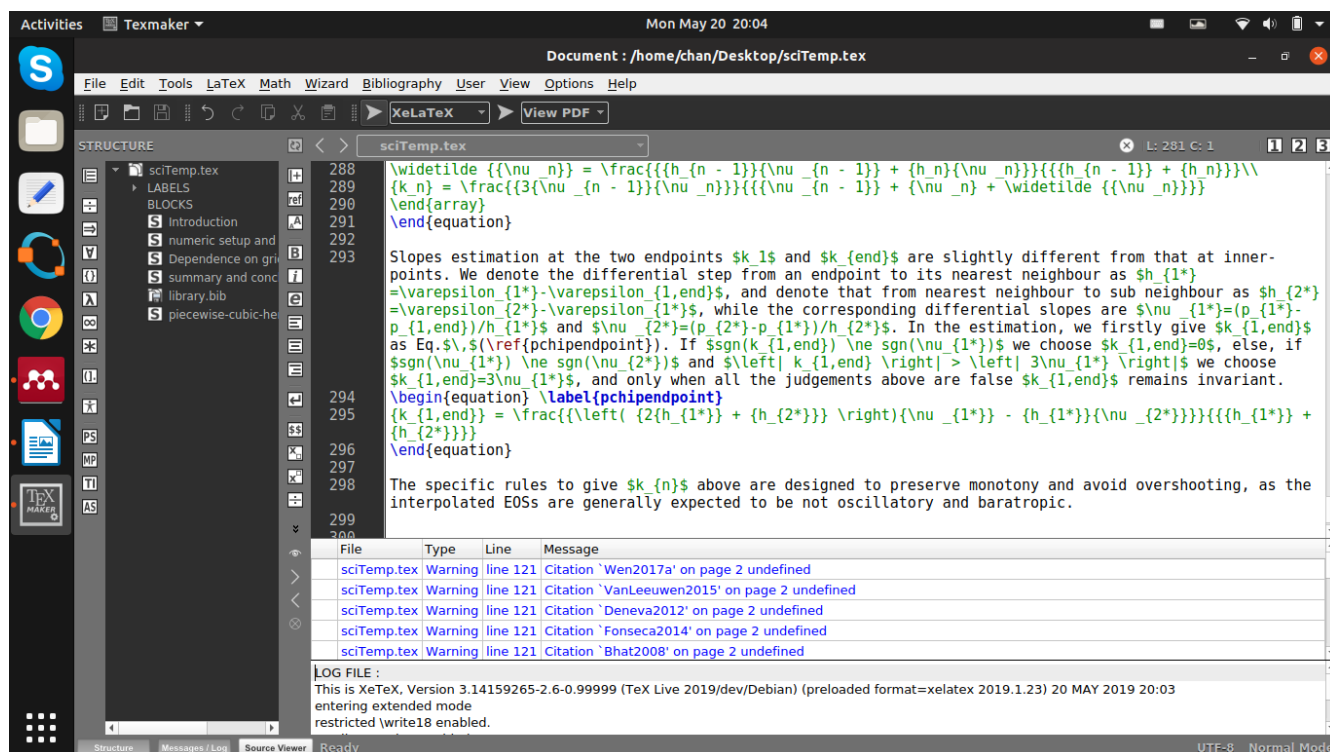 Activities Texmaker Mon May 20 20:04
Document : /home/chan/Desktop/sciTemp.tex
File Edit Tools LaTeX Math Wizard Bibliography User View Options Help
XeLaTeX View PDF
STRUCTURE sciTemp.tex L: 281 C: 1 1 2 3
sciTemp.tex
LABELS
BLOCKS
Introduction
numeric setup and
Dependence on gri
summary and conc
library.bib
piecewise-cubic-he
288 \widetilde {{\nu _n}} = \frac{{{h_{n - 1}}{\nu _{n - 1}} + {h_n}{\nu _n}}}{{{h_{n - 1}} + {h_n}}}\\
289 {k_n} = \frac{{3{\nu _{n - 1}}{\nu _n}}}{{{\nu _{n - 1}} + {\nu _n} + \widetilde {{\nu _n}}}}
290 \end{array}
291 \end{equation}
292
293 Slopes estimation at the two endpoints $k_1$ and $k_{end}$ are slightly different from that at inner-
points. We denote the differential step from an endpoint to its nearest neighbour as $h_{1*}
=\varepsilon_{1*}-\varepsilon_{1,end}$, and denote that from nearest neighbour to sub neighbour as $h_{2*}
=\varepsilon_{2*}-\varepsilon_{1*}$, while the corresponding differential slopes are $\nu _{1*}=(p_{1*}-
p_{1,end})/h_{1*}$ and $\nu _{2*}=(p_{2*}-p_{1*})/h_{2*}$. In the estimation, we firstly give $k_{1,end}$
as Eq.$\,$(\ref{pchipendpoint}). If $sgn(k_{1,end}) \ne sgn(\nu_{1*})$ we choose $k_{1,end}=0$, else, if
$sgn(\nu_{1*}) \ne sgn(\nu_{2*})$ and $\left| k_{1,end} \right| > \left| 3\nu_{1*} \right|$ we choose
$k_{1,end}=3\nu_{1*}$, and only when all the judgements above are false $k_{1,end}$ remains invariant.
294 \begin{equation} \label{pchipendpoint}
295 {k_{1,end}} = \frac{{\left( {2{h_{1*}} + {h_{2*}}} \right){\nu _{1*}} - {h_{1*}}{\nu _{2*}}}}{{{h_{1*}} +
{h_{2*}}}}
296 \end{equation}
297
298 The specific rules to give $k_{n}$ above are designed to preserve monotony and avoid overshooting, as the
interpolated EOSs are generally expected to be not oscillatory and baratropic.
299
300
File Type Line Message
sciTemp.tex Warning line 121 Citation `Wen2017a' on page 2 undefined
sciTemp.tex Warning line 121 Citation `VanLeeuwen2015' on page 2 undefined
sciTemp.tex Warning line 121 Citation `Deneva2012' on page 2 undefined
sciTemp.tex Warning line 121 Citation `Fonseca2014' on page 2 undefined
sciTemp.tex Warning line 121 Citation `Bhat2008' on page 2 undefined
LOG FILE :
This is XeTeX, Version 3.14159265-2.6-0.99999 (TeX Live 2019/dev/Debian) (preloaded format=xelatex 2019.1.23) 20 MAY 2019 20:03
entering extended mode
restricted \write18 enabled.
Structure Messages / Log Source Viewer Ready UTF-8 Normal Mod